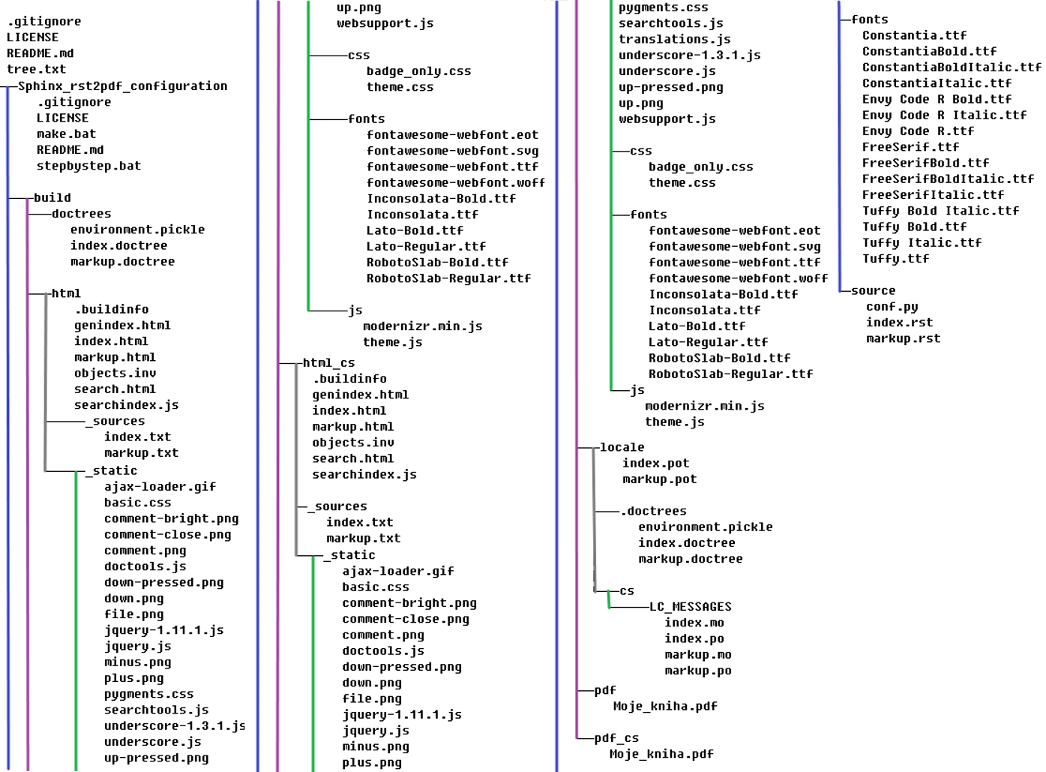 .gitignore
LICENSE
README.md
tree.txt
Sphinx_rst2pdf_configuration
.gitignore
LICENSE
make.bat
README.md
stepbystep.bat
build
doctrees
environment.pickle
index.doctree
markup.doctree
html
.buildinfo
genindex.html
index.html
markup.html
objects.inv
search.html
searchindex.js
_sources
index.txt
markup.txt
_static
ajax-loader.gif
basic.css
comment-bright.png
comment-close.png
comment.png
doctools.js
down-pressed.png
down.png
file.png
jquery-1.11.1.js
jquery.js
minus.png
plus.png
pygments.css
searchtools.js
underscore-1.3.1.js
underscore.js
up-pressed.png
up.png
websupport.js
css
badge_only.css
theme.css
fonts
fontawesome-webfont.eot
fontawesome-webfont.svg
fontawesome-webfont.ttf
fontawesome-webfont.woff
Inconsolata-Bold.ttf
Inconsolata.ttf
Lato-Bold.ttf
Lato-Regular.ttf
RobotoSlab-Bold.ttf
RobotoSlab-Regular.ttf
js
modernizr.min.js
theme.js
html_cs
.buildinfo
genindex.html
index.html
markup.html
objects.inv
search.html
searchindex.js
_sources
index.txt
markup.txt
_static
ajax-loader.gif
basic.css
comment-bright.png
comment-close.png
comment.png
doctools.js
down-pressed.png
down.png
file.png
jquery-1.11.1.js
jquery.js
minus.png
plus.png
pygments.css
searchtools.js
translations.js
underscore-1.3.1.js
underscore.js
up-pressed.png
up.png
websupport.js
css
badge_only.css
theme.css
fonts
fontawesome-webfont.eot
fontawesome-webfont.svg
fontawesome-webfont.ttf
fontawesome-webfont.woff
Inconsolata-Bold.ttf
Inconsolata.ttf
Lato-Bold.ttf
Lato-Regular.ttf
RobotoSlab-Bold.ttf
RobotoSlab-Regular.ttf
js
modernizr.min.js
theme.js
locale
index.pot
markup.pot
.doctrees
environment.pickle
index.doctree
markup.doctree
cs
LC_MESSAGES
index.mo
index.po
markup.mo
markup.po
pdf
Moje_kniha.pdf
pdf_cs
Moje_kniha.pdf
fonts
Constantia.ttf
ConstantiaBold.ttf
ConstantiaBoldItalic.ttf
ConstantiaItalic.ttf
Envy Code R Bold.ttf
Envy Code R Italic.ttf
Envy Code R.ttf
FreeSerif.ttf
FreeSerifBold.ttf
FreeSerifBoldItalic.ttf
FreeSerifItalic.ttf
Tuffy Bold Italic.ttf
Tuffy Bold.ttf
Tuffy Italic.ttf
Tuffy.ttf
source
conf.py
index.rst
markup.rst